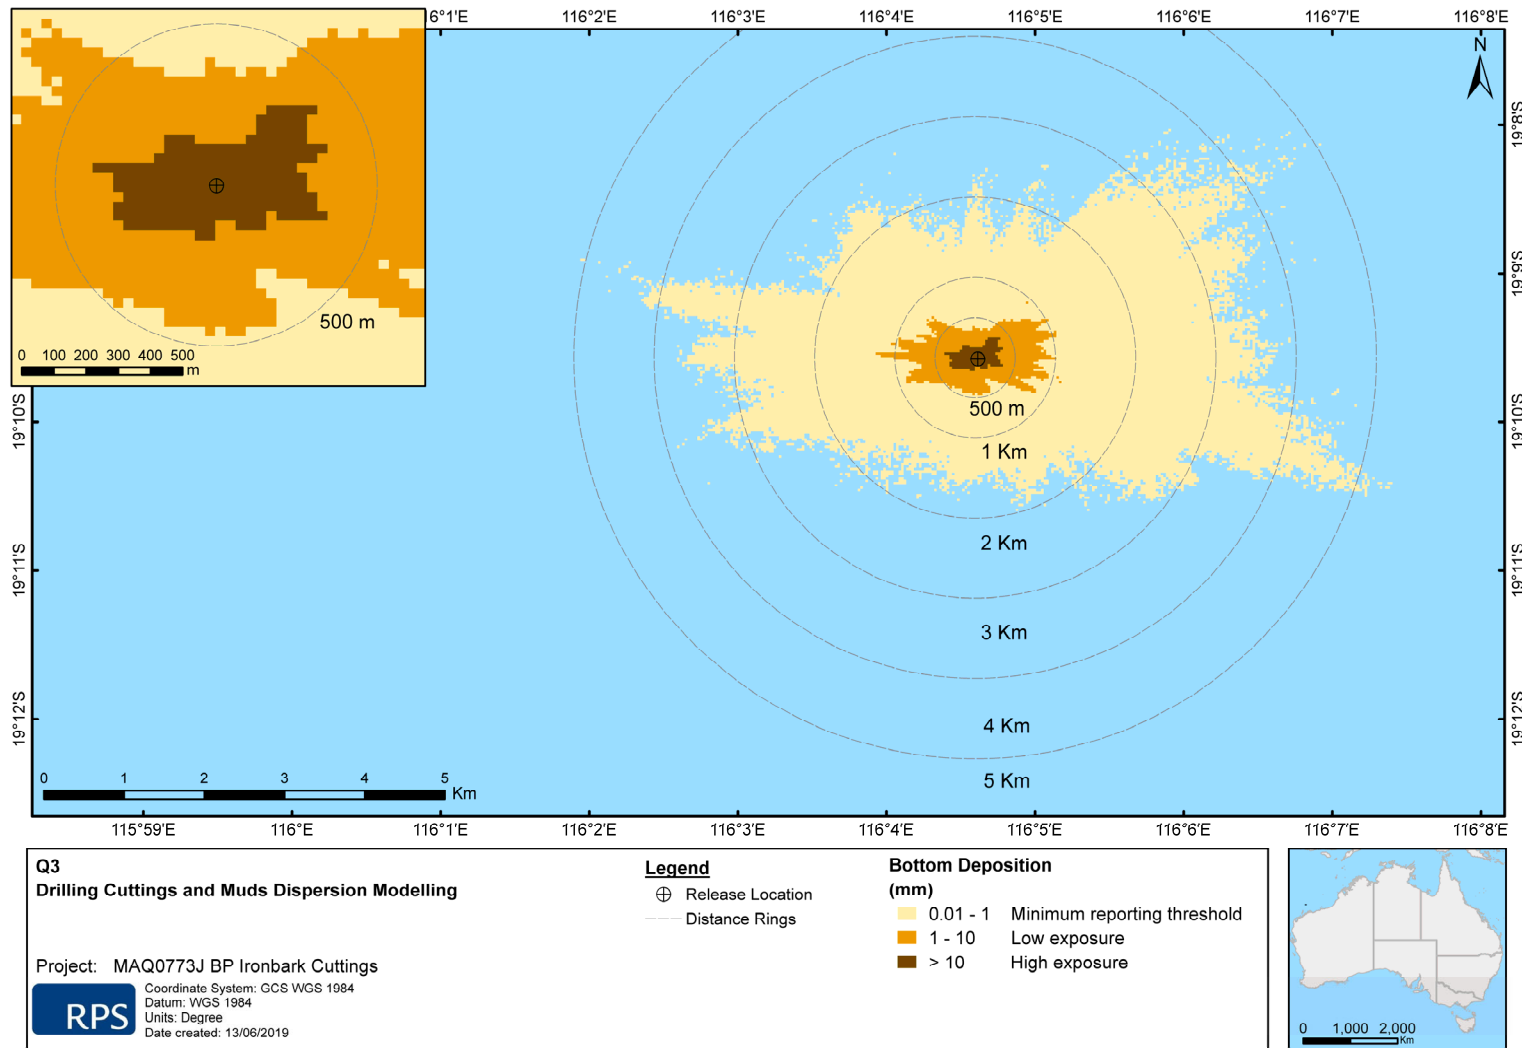 116°1'E 116°2'E 116°3'E 116°4'E 116°5'E 116°6'E 116°7'E 116°8'E
N
500 m
0 100 200 300 400 500
m
19°8'S 19°8'S
19°9'S 19°9'S
19°10'S 19°10'S
19°11'S 19°11'S
19°12'S 19°12'S
500 m
1 Km
2 Km
3 Km
4 Km
5 Km
0 1 2 3 4 5
Km
115°59'E 116°E 116°1'E 116°2'E 116°3'E 116°4'E 116°5'E 116°6'E 116°7'E 116°8'E
Q3
Drilling Cuttings and Muds Dispersion Modelling
Project: MAQ0773J BP Ironbark Cuttings
RPS
Coordinate System: GCS WGS 1984
Datum: WGS 1984
Units: Degree
Date created: 13/06/2019
Legend
Release Location
Distance Rings
Bottom Deposition
(mm)
0.01 - 1 Minimum reporting threshold
1 - 10 Low exposure
> 10 High exposure
0 1,000 2,000
Km